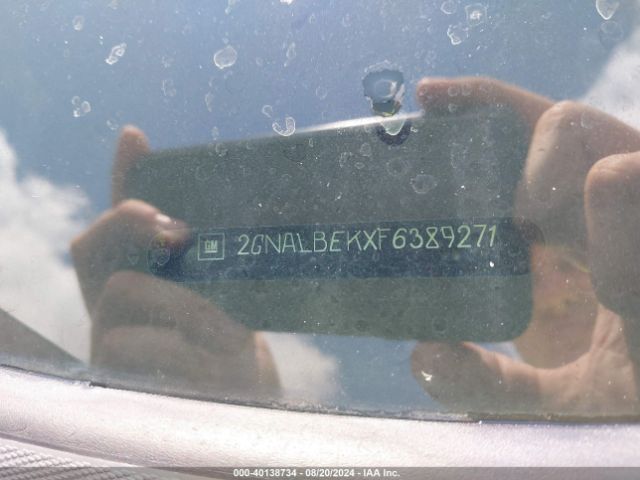 GM 2GNALBEKXF6389271
000-40138734 - 08/20/2024 - IAA Inc.